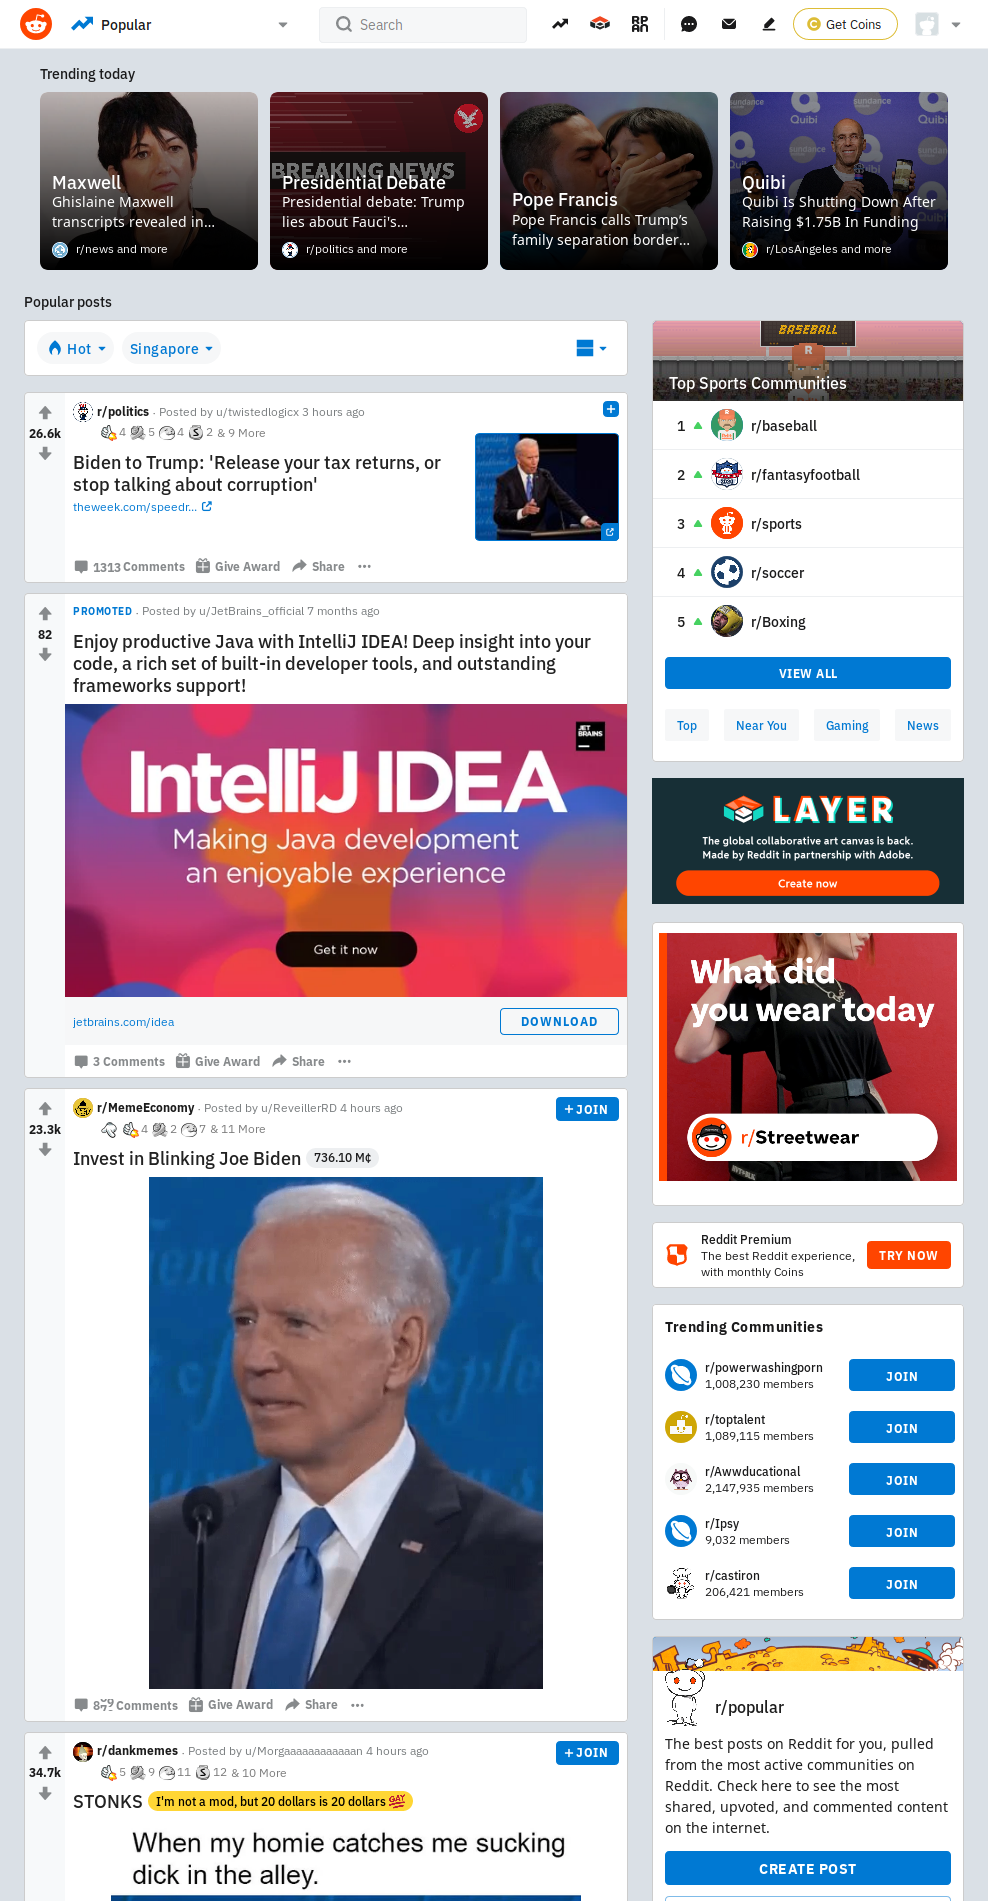 Popular
Search
Get Coins
Trending today
Maxwell
Ghislaine Maxwell
transcripts revealed in...
r/news and more
BREAKING NEWS
Presidential Debate
Presidential debate: Trump
lies about Fauci's...
r/politics and more
Pope Francis
Pope Francis calls Trump's
family separation border...
sundance
Quibi
Quibi
Quibi Is Shutting Down After
Raising $1.75B In Funding
r/LosAngeles and more
Popular posts
Hot
Singapore
r/politics · Posted by u/twistedlogicx 3 hours ago
4 5 4 2 & 9 More
26.6k
Biden to Trump: 'Release your tax returns, or
stop talking about corruption'
theweek.com/speedr...
1313 Comments Give Award Share
PROMOTED · Posted by u/JetBrains_official 7 months ago
82
Enjoy productive Java with IntelliJ IDEA! Deep insight into your
code, a rich set of built-in developer tools, and outstanding
frameworks support!
JET
BRAINS
IntelliJ IDEA
Making Java development
an enjoyable experience
Get it now
jetbrains.com/idea
DOWNLOAD
3 Comments Give Award Share
r/MemeEconomy · Posted by u/ReveillerRD 4 hours ago
JOIN
4 2 7 & 11 More
23.3k
Invest in Blinking Joe Biden 736.10 M¢
Comments Give Award Share
r/dankmemes · Posted by u/Morgaaaaaaaaaaaan 4 hours ago
JOIN
5 9 11 12 & 10 More
34.7k
STONKS I'm not a mod, but 20 dollars is 20 dollars GAY
When my homie catches me sucking
dick in the alley.
BASEBALL
R
Top Sports Communities
1 r/baseball
2 r/fantasyfootball
3 r/sports
4 r/soccer
5 r/Boxing
VIEW ALL
Top Near You Gaming News
LAYER
The global collaborative art canvas is back.
Made by Reddit in partnership with Adobe.
Create now
What did
you wear today
r/Streetwear
Reddit Premium
The best Reddit experience,
with monthly Coins
TRY NOW
Trending Communities
r/powerwashingporn
1,008,230 members
JOIN
r/toptalent
1,089,115 members
JOIN
r/Awwducational
2,147,935 members
JOIN
r/Ipsy
9,032 members
JOIN
r/castiron
206,421 members
JOIN
r/popular
The best posts on Reddit for you, pulled
from the most active communities on
Reddit. Check here to see the most
shared, upvoted, and commented content
on the internet.
CREATE POST